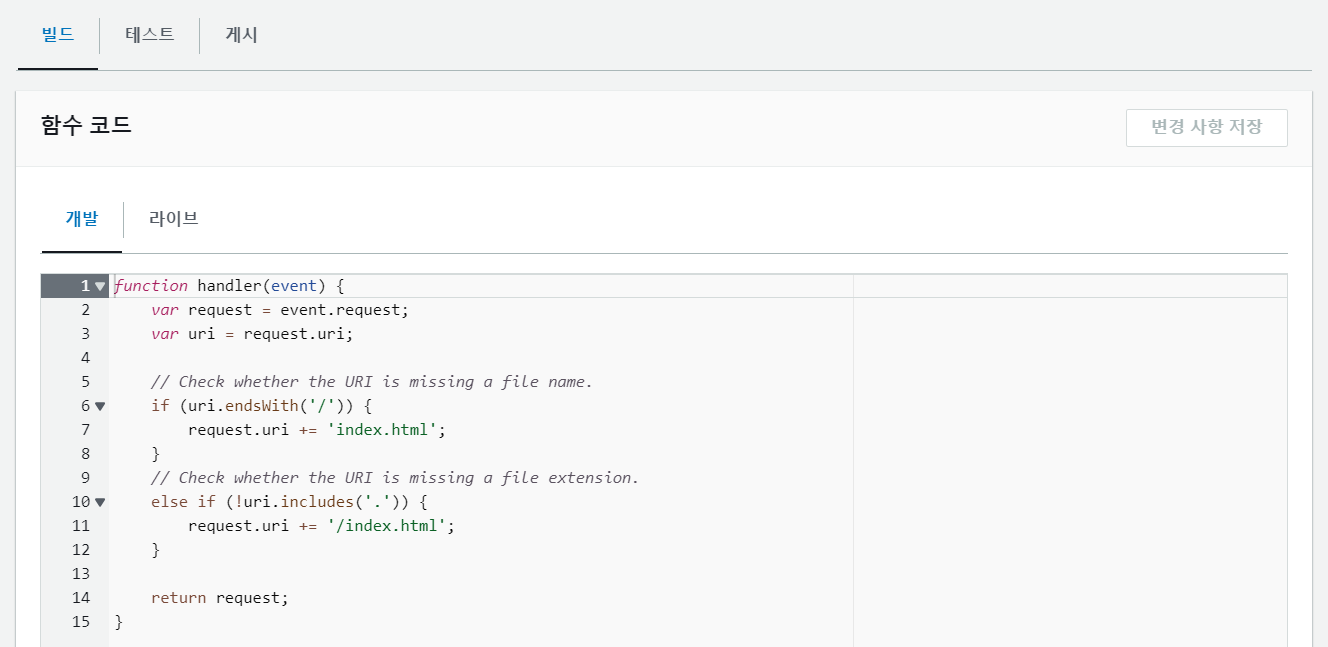 빌드 테스트 게시
함수 코드
변경 사항 저장
개발 라이브
1 function handler(event) {
2     var request = event.request;
3     var uri = request.uri;
4
5     // Check whether the URI is missing a file name.
6     if (uri.endsWith('/')) {
7         request.uri += 'index.html';
8     }
9     // Check whether the URI is missing a file extension.
10     else if (!uri.includes('.')) {
11         request.uri += '/index.html';
12     }
13
14     return request;
15 }